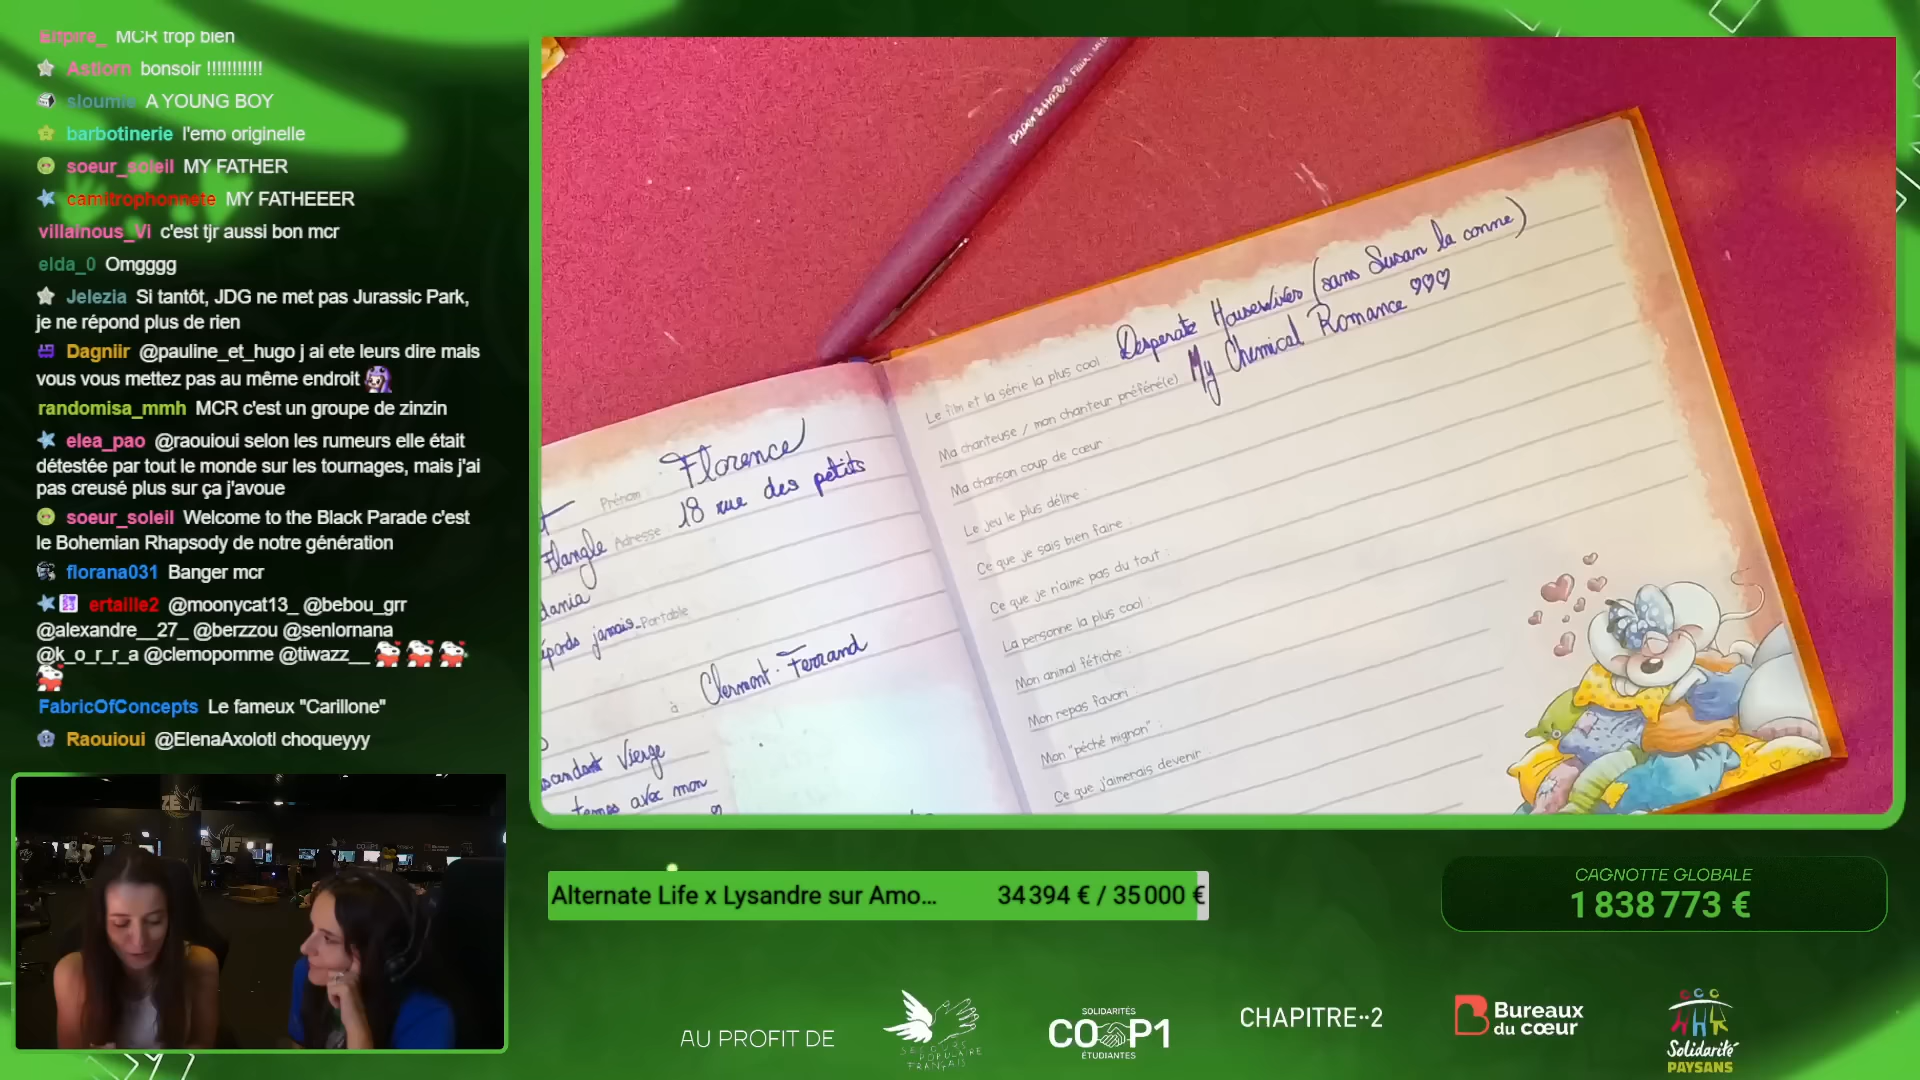 Enpire_ MCR trop bien
Astiorn bonsoir !!!!!!!!!!!
sloumie A YOUNG BOY
barbotinerie l'emo originelle
soeur_soleil MY FATHER
camitrophonnete MY FATHEEER
villainous_Vi c'est tjr aussi bon mcr
elda_0 Omgggg
Jelezia Si tantôt, JDG ne met pas Jurassic Park,
je ne répond plus de rien
Dagniir @pauline_et_hugo j ai ete leurs dire mais
vous vous mettez pas au même endroit
randomisa_mmh MCR c'est un groupe de zinzin
elea_pao @raouioui selon les rumeurs elle était
détestée par tout le monde sur les tournages, mais j'ai
pas creusé plus sur ça j'avoue
soeur_soleil Welcome to the Black Parade c'est
le Bohemian Rhapsody de notre génération
florana031 Banger mcr
ertaille2 @moonycat13_ @bebou_grr
@alexandre__27_ @berzzou @senlornana
@k_o_r_r_a @clemopomme @tiwazz__
FabricOfConcepts Le fameux "Carillone"
Raouioui @ElenaAxolotl choqueyyy
Prénom : Florence
Adresse : 18 rue des petits
jamais Portable
à Clermont-Ferrand
Vierge
temps avec mon
Le film et la série la plus cool : Desperate Housewives (sans Susan la conne)
Ma chanteuse / mon chanteur préféré(e) : My Chemical Romance ♡♡♡
Ma chanson coup de cœur :
Le jeu le plus délire :
Ce que je sais bien faire :
Ce que je n'aime pas du tout :
La personne la plus cool :
Mon animal fétiche :
Mon repas favori :
Mon "péché mignon" :
Ce que j'aimerais devenir :
Alternate Life x Lysandre sur Amo... 34 394 € / 35 000 €
CAGNOTTE GLOBALE
1 838 773 €
AU PROFIT DE
SECOURS
POPULAIRE
FRANÇAIS
SOLIDARITÉS
CO P1
ÉTUDIANTES
CHAPITRE··2
Bureaux
du cœur
Solidarité
PAYSANS